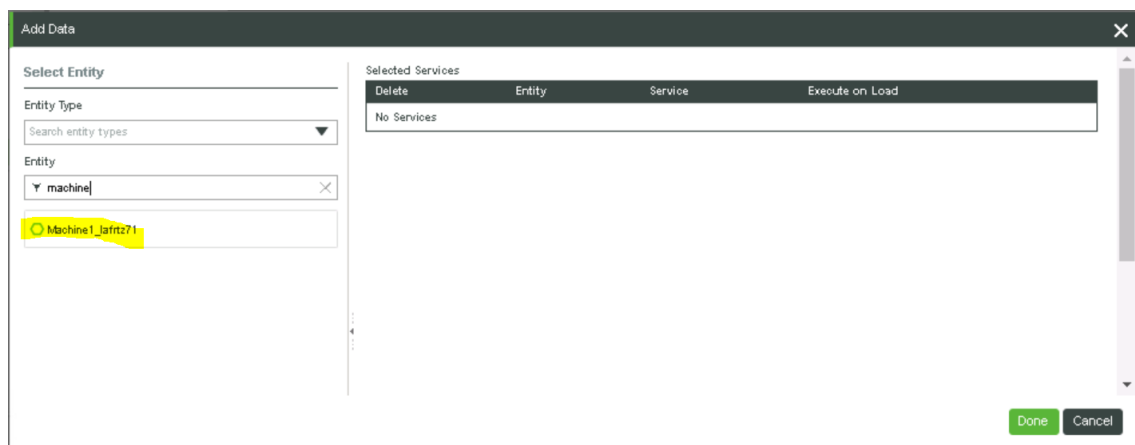 Add Data
Select Entity
Entity Type
Search entity types
Entity
machine
Machine1_lafrtz71
Selected Services
Delete Entity Service Execute on Load
No Services
Done Cancel